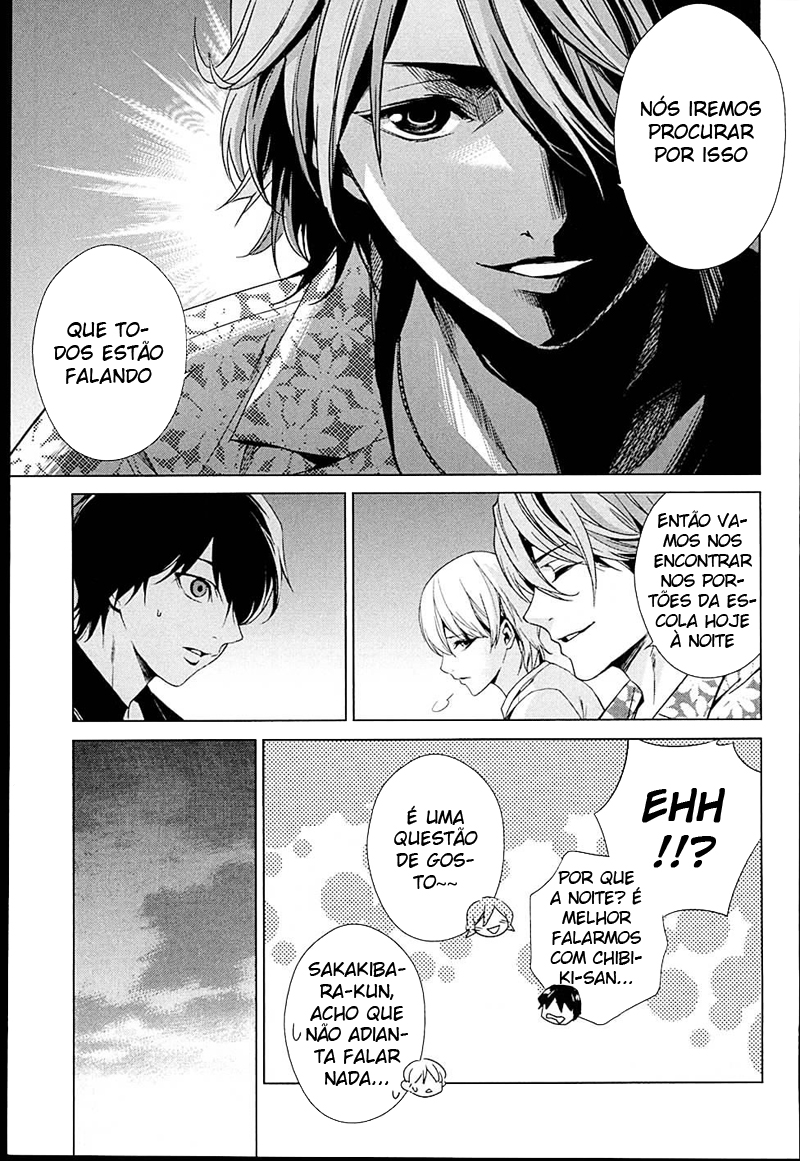 NÓS IREMOS
PROCURAR
POR ISSO
QUE TO-
DOS ESTÃO
FALANDO
ENTÃO VA-
MOS NOS
ENCONTRAR
NOS POR-
TÕES DA ES-
COLA HOJE
À NOITE
EHH
!!?
POR QUE
A NOITE? É
MELHOR
FALARMOS
COM CHIBI-
KI-SAN...
É UMA
QUESTÃO
DE GOS-
TO~~
SAKAKIBA-
RA-KUN,
ACHO QUE
NÃO ADIAN-
TA FALAR
NADA...